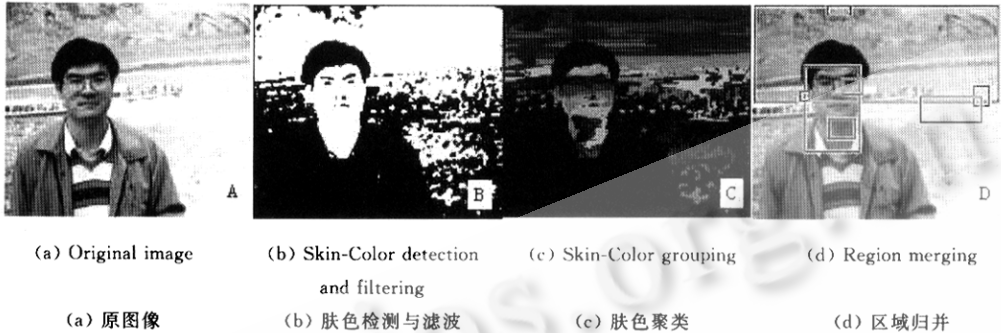 A
B
C
D
(a) Original image
(b) Skin-Color detection
and filtering
(c) Skin-Color grouping
(d) Region merging
(a) 原图像
(b) 肤色检测与滤波
(c) 肤色聚类
(d) 区域归并